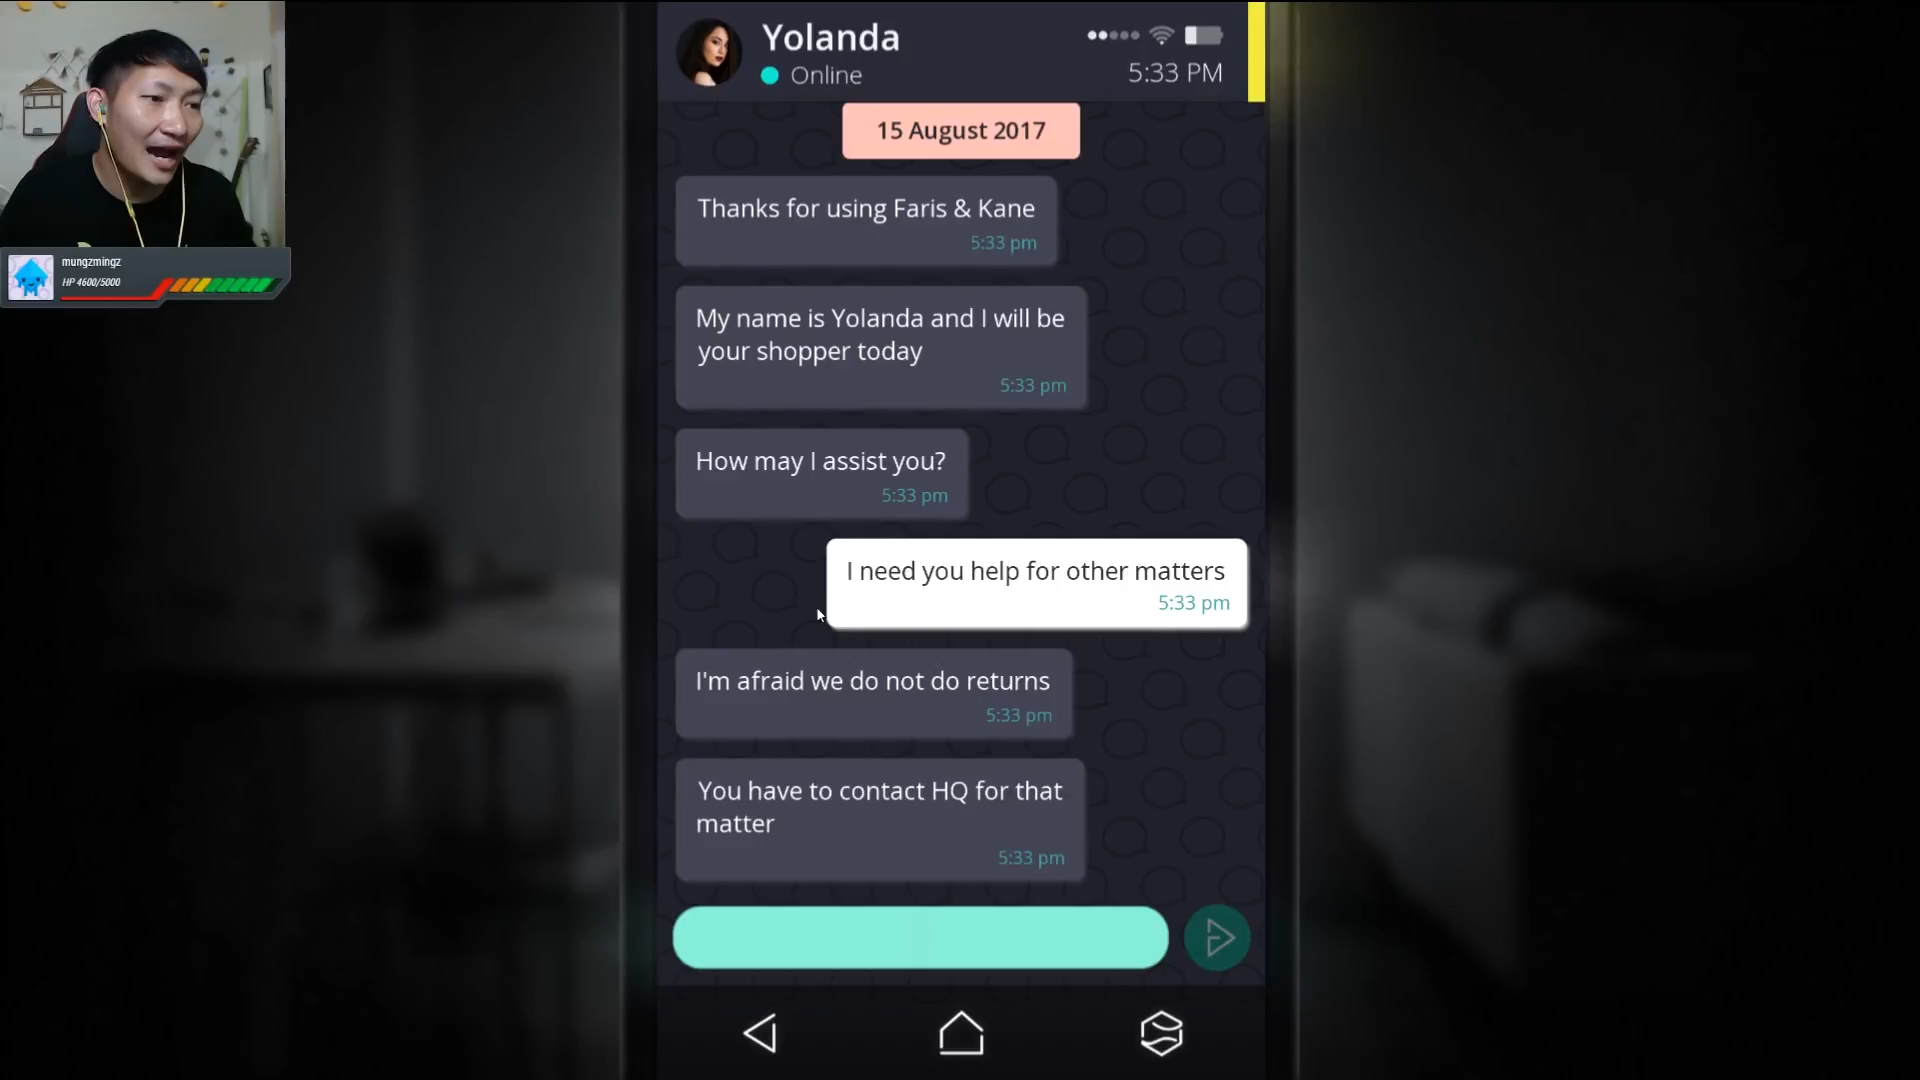 Yolanda
Online
5:33 PM
15 August 2017
Thanks for using Faris & Kane
5:33 pm
My name is Yolanda and I will be
your shopper today
5:33 pm
How may I assist you?
5:33 pm
I need you help for other matters
5:33 pm
I'm afraid we do not do returns
5:33 pm
You have to contact HQ for that
matter
5:33 pm
mungzmingz
HP 4600/5000